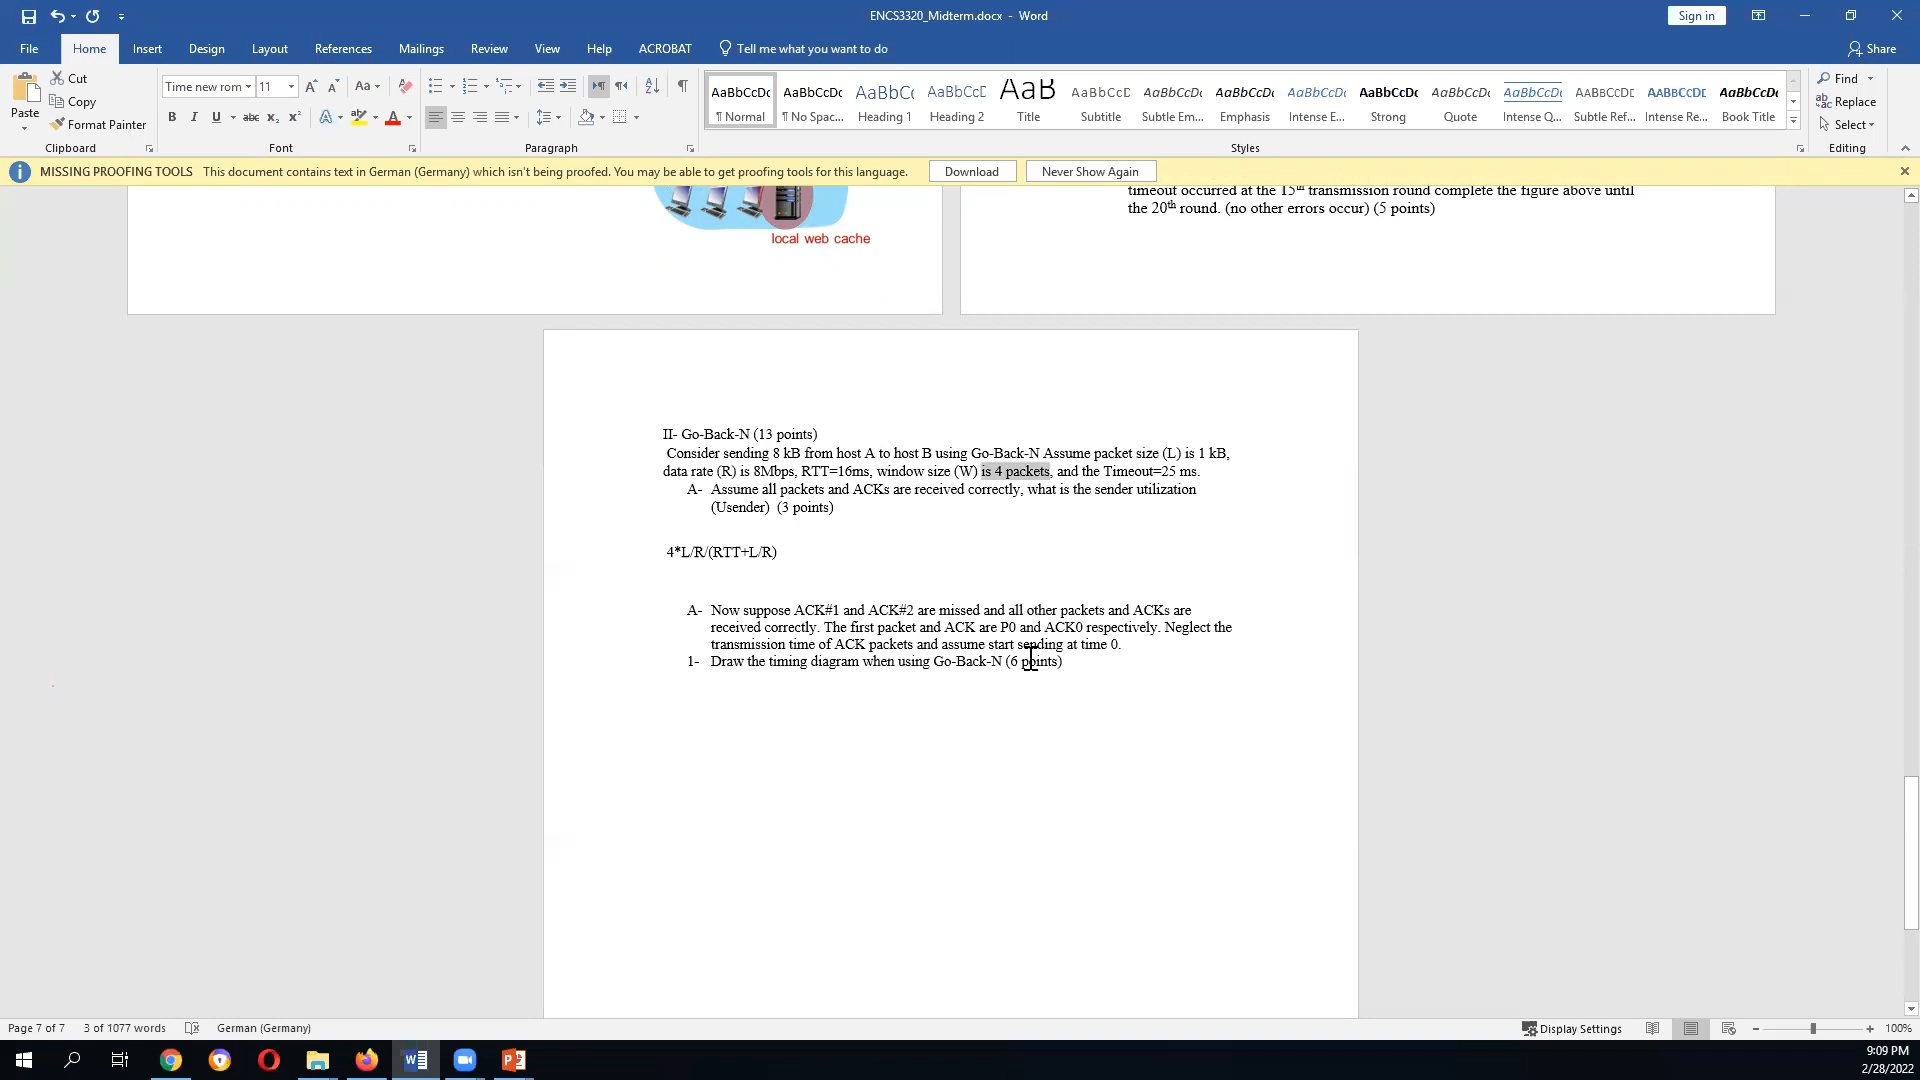 ENCS3320_Midterm.docx - Word
Sign in
File Home Insert Design Layout References Mailings Review View Help ACROBAT Tell me what you want to do
Share
Paste
Cut
Copy
Format Painter
Clipboard
Time new rom 11
Font
Paragraph
AaBbCcDc AaBbCcDc AaBbCc AaBbCcD AaB AaBbCcD AaBbCcDc AaBbCcDc AaBbCcDc AaBbCcDc AaBbCcDc AaBbCcDc AABBCCDE AABBCCDE AaBbCcDc
¶ Normal ¶ No Spac... Heading 1 Heading 2 Title Subtitle Subtle Em... Emphasis Intense E... Strong Quote Intense Q... Subtle Ref... Intense Re... Book Title
Styles
Find
Replace
Select
Editing
MISSING PROOFING TOOLS This document contains text in German (Germany) which isn't being proofed. You may be able to get proofing tools for this language. Download Never Show Again
local web cache
timeout occurred at the 15th transmission round complete the figure above until
the 20th round. (no other errors occur) (5 points)
II- Go-Back-N (13 points)
Consider sending 8 kB from host A to host B using Go-Back-N Assume packet size (L) is 1 kB,
data rate (R) is 8Mbps, RTT=16ms, window size (W) is 4 packets, and the Timeout=25 ms.
A- Assume all packets and ACKs are received correctly, what is the sender utilization
(Usender) (3 points)
4*L/R/(RTT+L/R)
A- Now suppose ACK#1 and ACK#2 are missed and all other packets and ACKs are
received correctly. The first packet and ACK are P0 and ACK0 respectively. Neglect the
transmission time of ACK packets and assume start sending at time 0.
1- Draw the timing diagram when using Go-Back-N (6 points)
Page 7 of 7 3 of 1077 words German (Germany)
Display Settings
100%
9:09 PM
2/28/2022